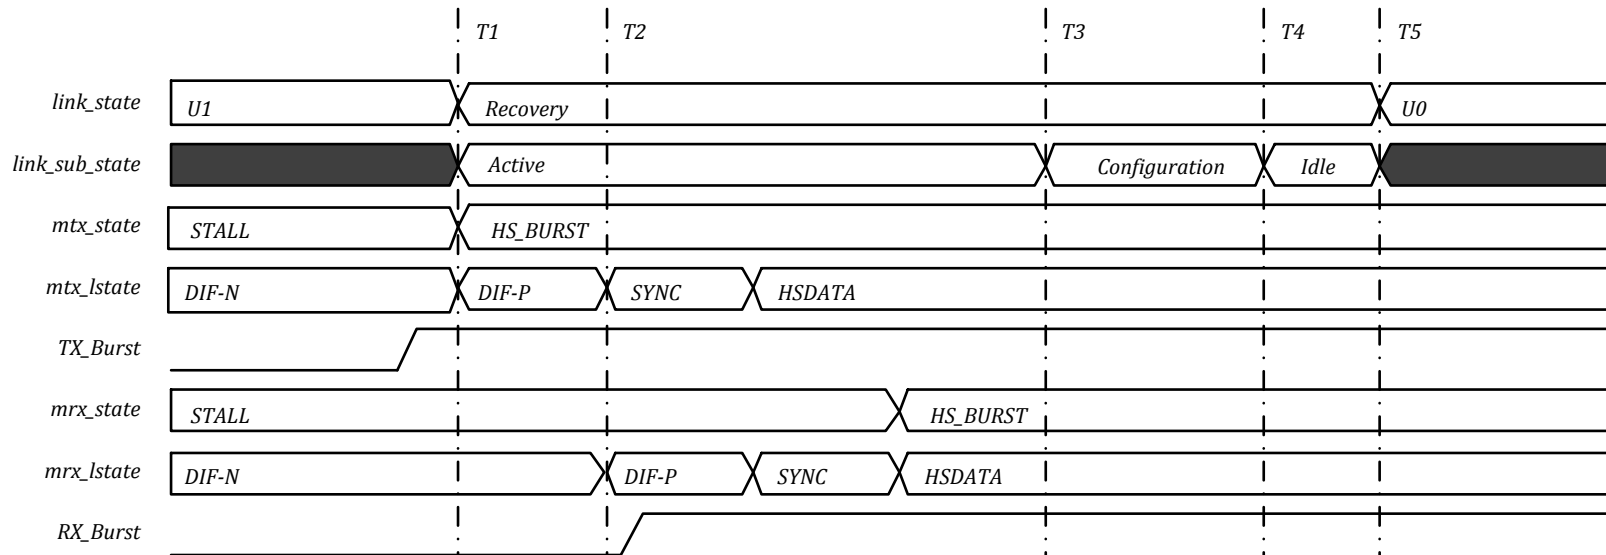 T1 T2 T3 T4 T5
link_state U1 Recovery U0
link_sub_state Active Configuration Idle
mtx_state STALL HS_BURST
mtx_lstate DIF-N DIF-P SYNC HSDATA
TX_Burst
mrx_state STALL HS_BURST
mrx_lstate DIF-N DIF-P SYNC HSDATA
RX_Burst